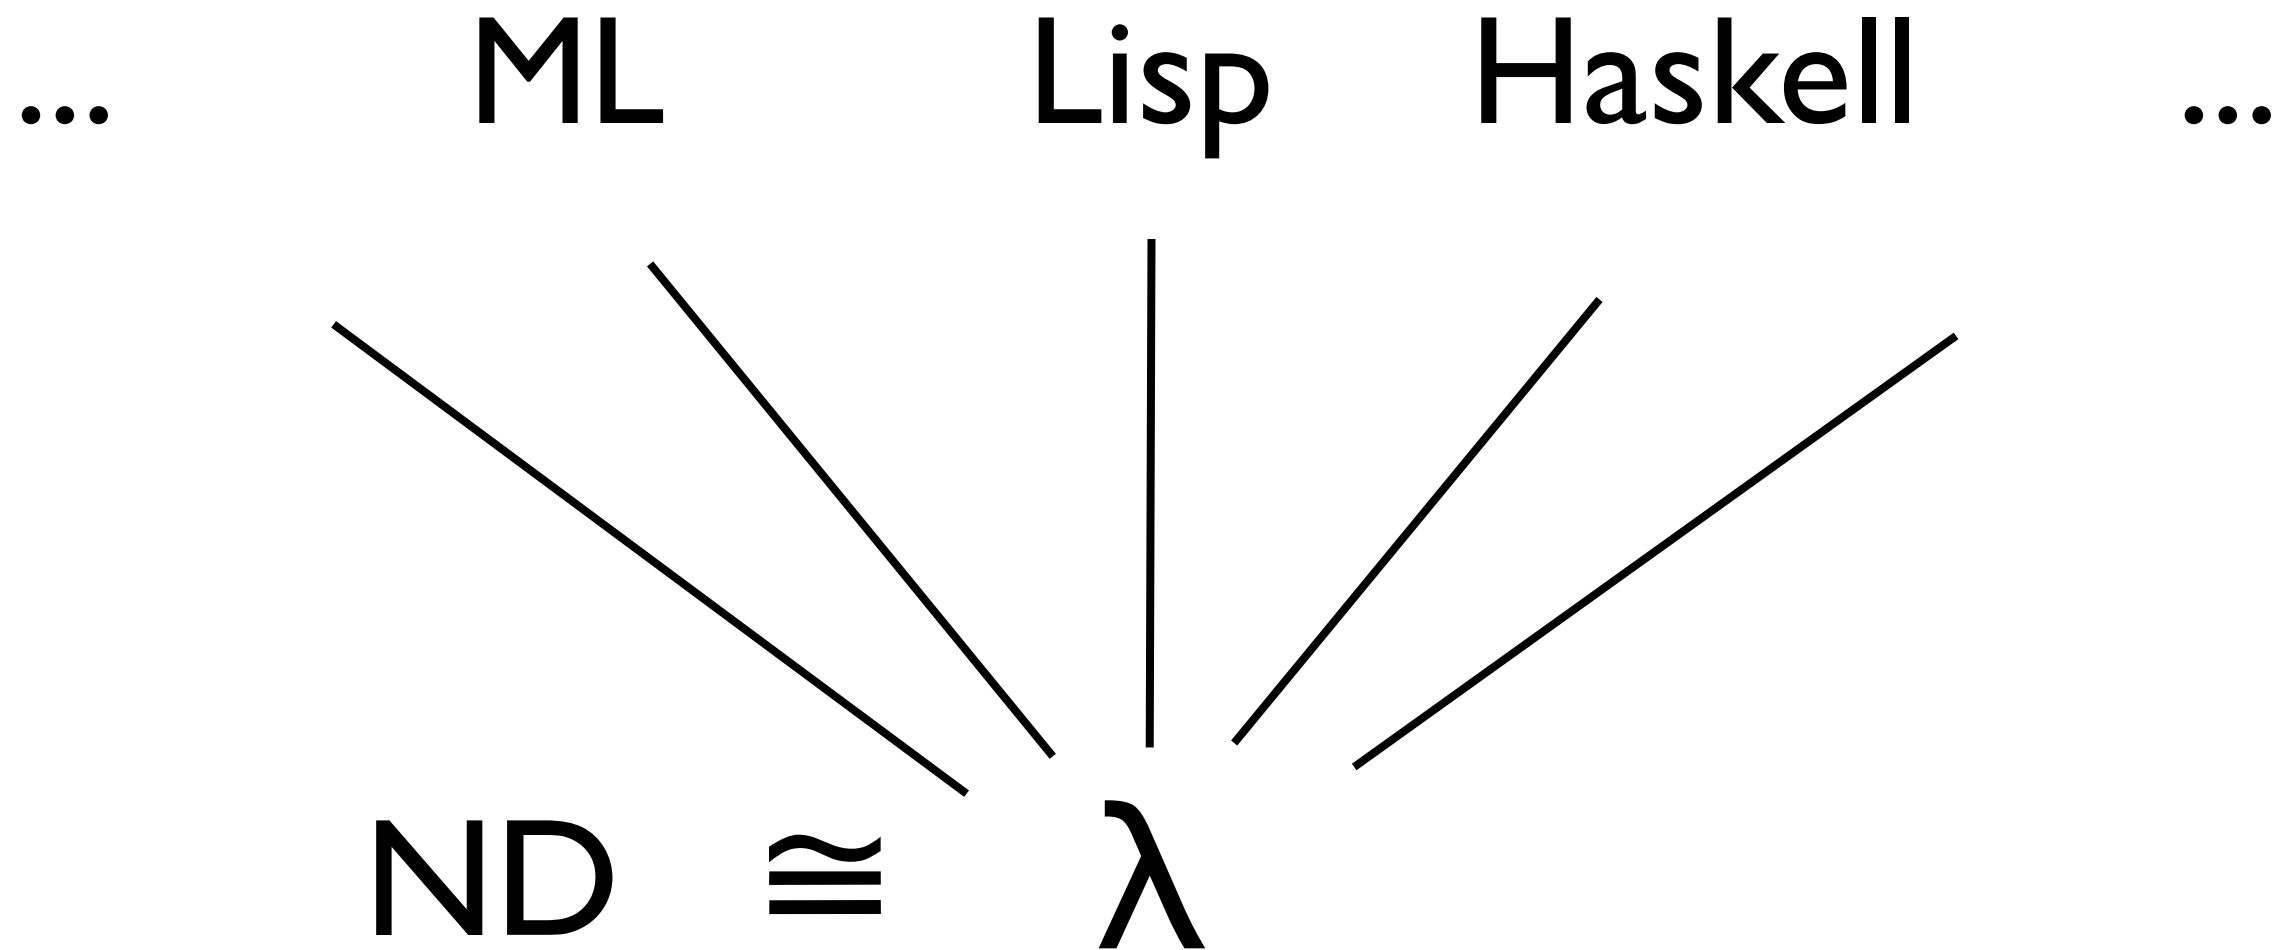 ... ML Lisp Haskell ...
ND ≅ λ